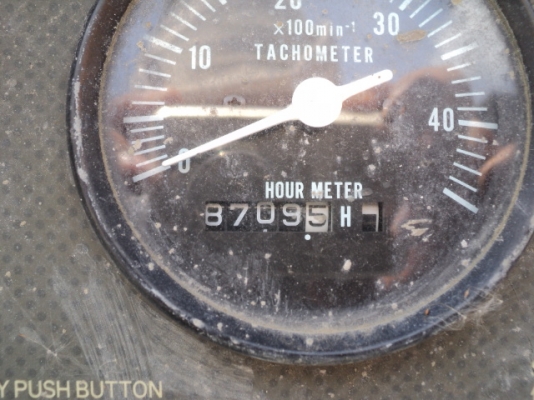 20
×100min⁻¹
10
30
TACHOMETER
40
0
HOUR METER
87095 H
Y PUSH BUTTON